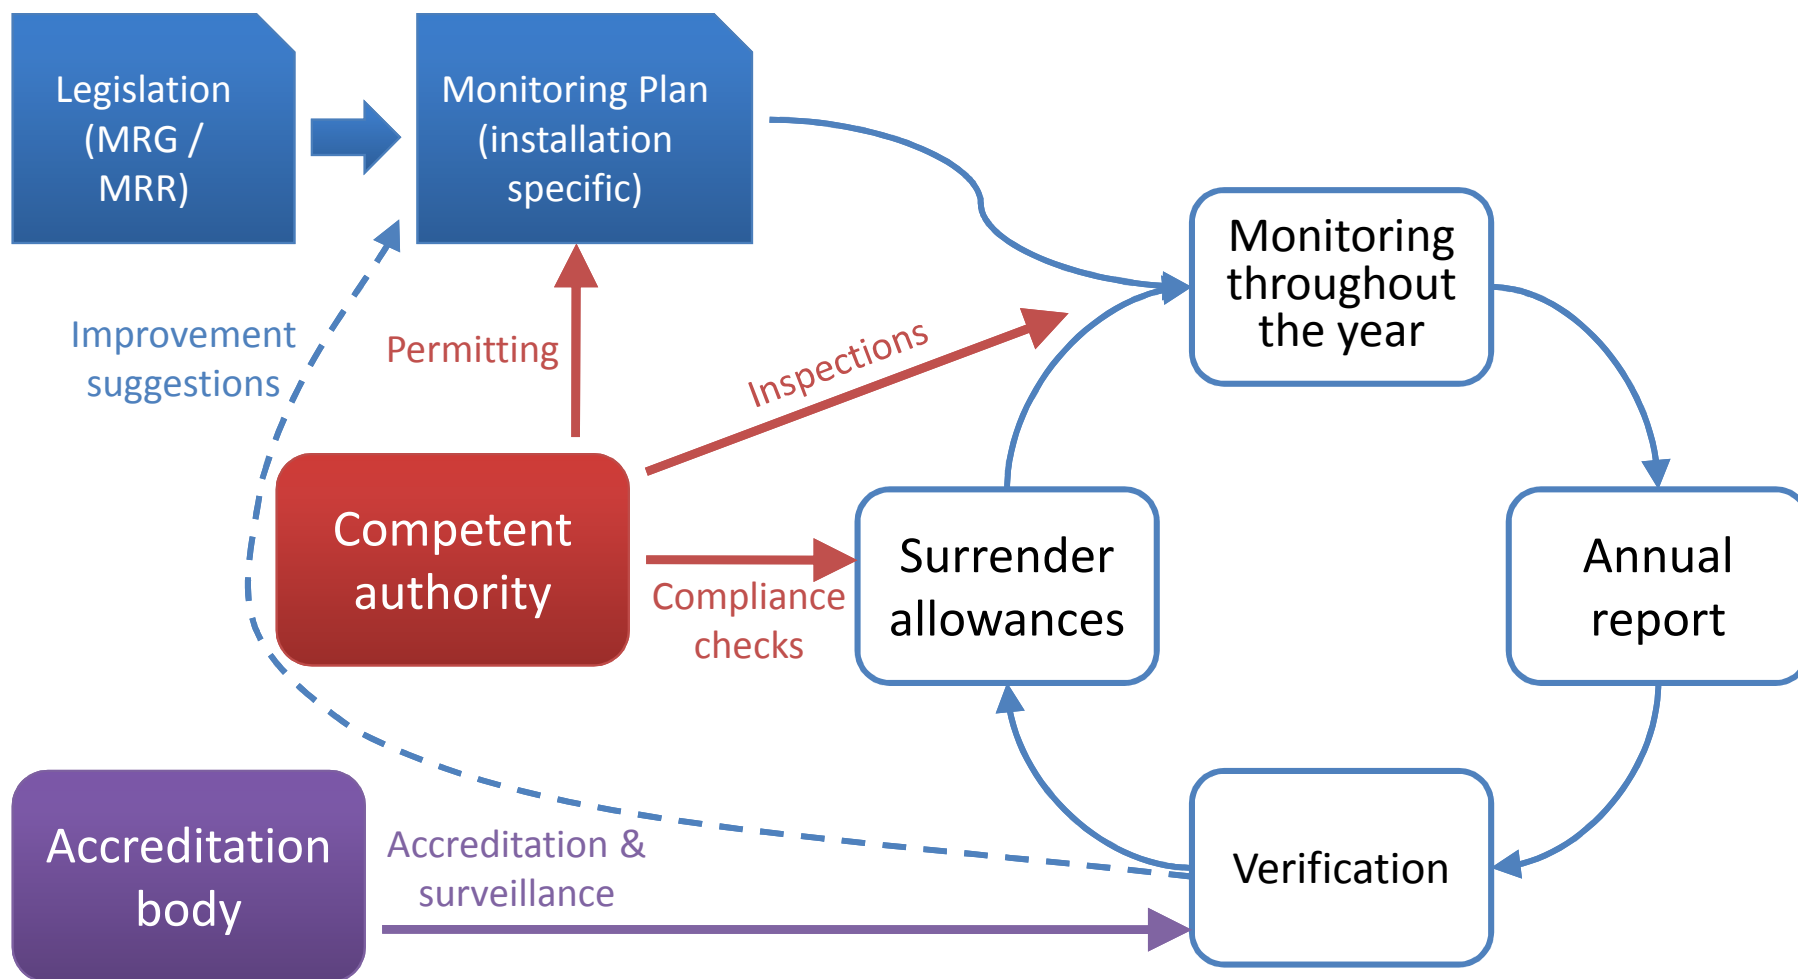 Legislation
(MRG /
MRR)
Monitoring Plan
(installation
specific)
Monitoring
throughout
the year
Improvement
suggestions
Permitting
Inspections
Competent
authority
Compliance
checks
Surrender
allowances
Annual
report
Accreditation
body
Accreditation &
surveillance
Verification